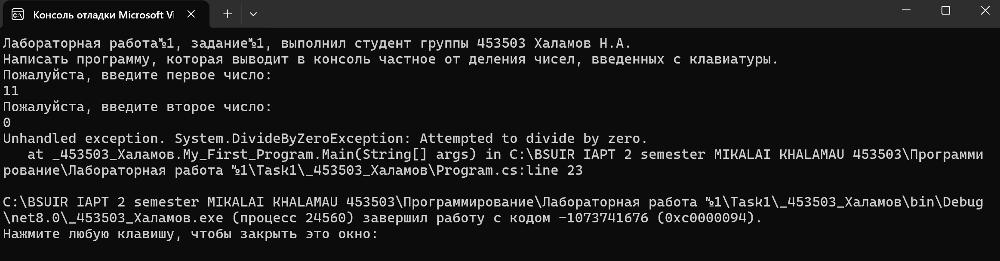 Консоль отладки Microsoft Vi
Лабораторная работа№1, задание№1, выполнил студент группы 453503 Халамов Н.А.
Написать программу, которая выводит в консоль частное от деления чисел, введенных с клавиатуры.
Пожалуйста, введите первое число:
11
Пожалуйста, введите второе число:
0
Unhandled exception. System.DivideByZeroException: Attempted to divide by zero.
   at _453503_Халамов.My_First_Program.Main(String[] args) in C:\BSUIR IAPT 2 semester MIKALAI KHALAMAU 453503\Программи
рование\Лабораторная работа №1\Task1\_453503_Халамов\Program.cs:line 23
C:\BSUIR IAPT 2 semester MIKALAI KHALAMAU 453503\Программирование\Лабораторная работа №1\Task1\_453503_Халамов\bin\Debug
\net8.0\_453503_Халамов.exe (процесс 24560) завершил работу с кодом -1073741676 (0xc0000094).
Нажмите любую клавишу, чтобы закрыть это окно: